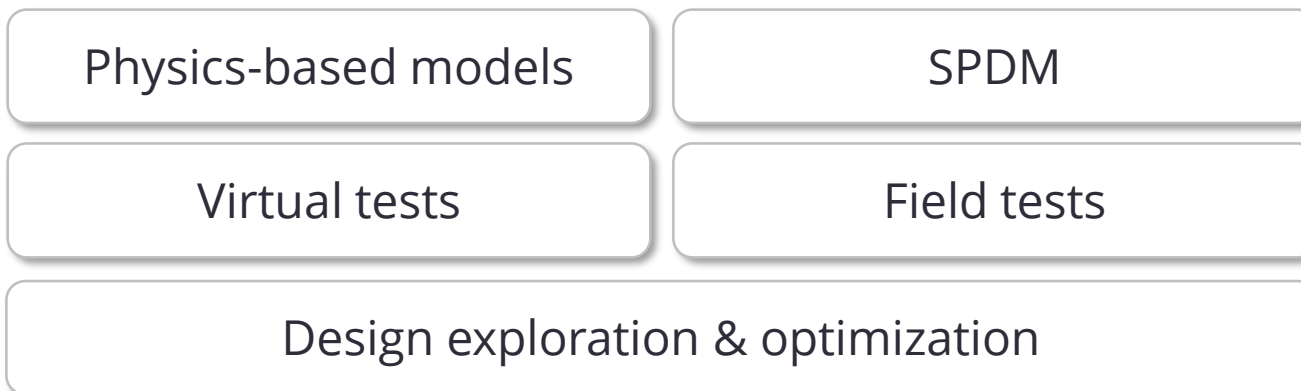 Physics-based models
SPDM
Virtual tests
Field tests
Design exploration & optimization